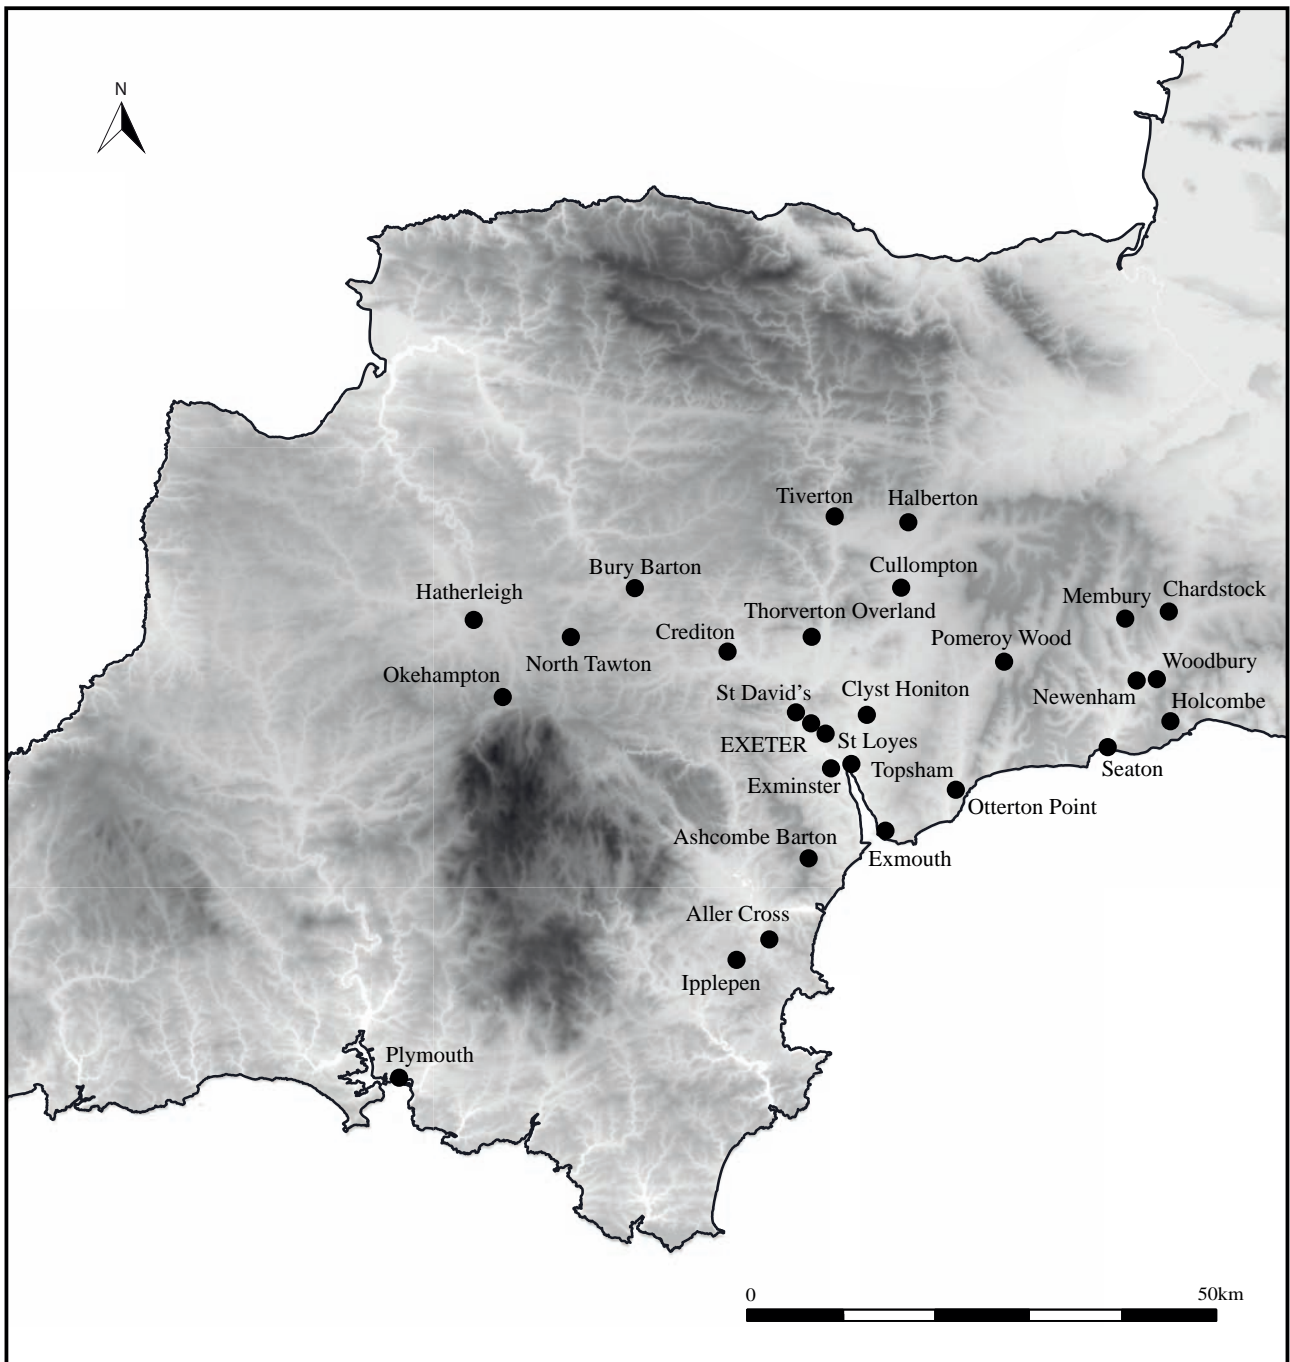 N
Tiverton
Halberton
Bury Barton
Cullompton
Hatherleigh
Membury
Chardstock
Thorverton Overland
Crediton
Pomeroy Wood
North Tawton
Woodbury
Okehampton
St David's
Clyst Honiton
Newenham
Holcombe
EXETER
St Loyes
Seaton
Topsham
Exminster
Otterton Point
Ashcombe Barton
Exmouth
Aller Cross
Ipplepen
Plymouth
0 50km